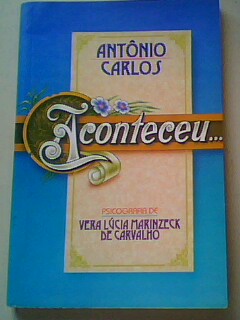 ANTÔNIO
CARLOS
Aconteceu...
PSICOGRAFIA DE
VERA LÚCIA MARINZECK
DE CARVALHO